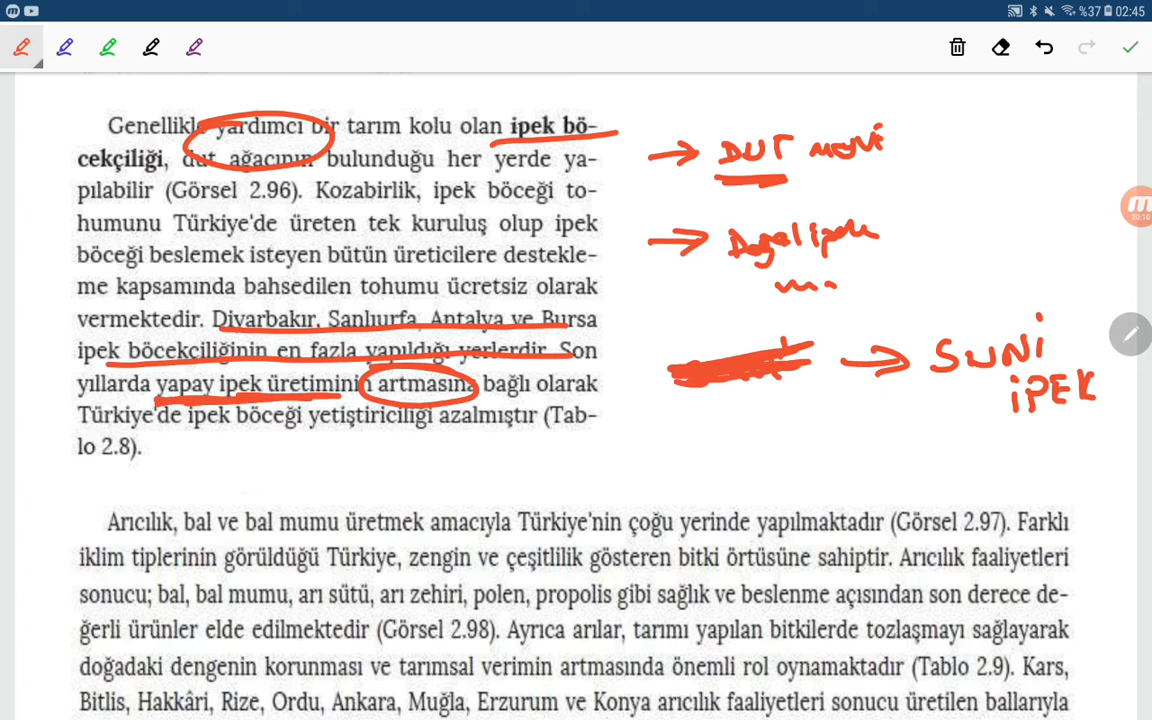 %37 02:45
Genellikle yardımcı bir tarım kolu olan ipek bö-
cekçiliği, dut ağacının bulunduğu her yerde ya-
pılabilir (Görsel 2.96). Kozabirlik, ipek böceği to-
humunu Türkiye'de üreten tek kuruluş olup ipek
böceği beslemek isteyen bütün üreticilere destekle-
me kapsamında bahsedilen tohumu ücretsiz olarak
vermektedir. Diyarbakır, Şanlıurfa, Antalya ve Bursa
ipek böcekçiliğinin en fazla yapıldığı yerlerdir. Son
yıllarda yapay ipek üretiminin artmasına bağlı olarak
Türkiye'de ipek böceği yetiştiriciliği azalmıştır (Tab-
lo 2.8).
DUT
Doğal ipek
SUNİ
İPEK
20:10
Arıcılık, bal ve bal mumu üretmek amacıyla Türkiye'nin çoğu yerinde yapılmaktadır (Görsel 2.97). Farklı
iklim tiplerinin görüldüğü Türkiye, zengin ve çeşitlilik gösteren bitki örtüsüne sahiptir. Arıcılık faaliyetleri
sonucu; bal, bal mumu, arı sütü, arı zehiri, polen, propolis gibi sağlık ve beslenme açısından son derece de-
ğerli ürünler elde edilmektedir (Görsel 2.98). Ayrıca arılar, tarımı yapılan bitkilerde tozlaşmayı sağlayarak
doğadaki dengenin korunması ve tarımsal verimin artmasında önemli rol oynamaktadır (Tablo 2.9). Kars,
Bitlis, Hakkâri, Rize, Ordu, Ankara, Muğla, Erzurum ve Konya arıcılık faaliyetleri sonucu üretilen ballarıyla